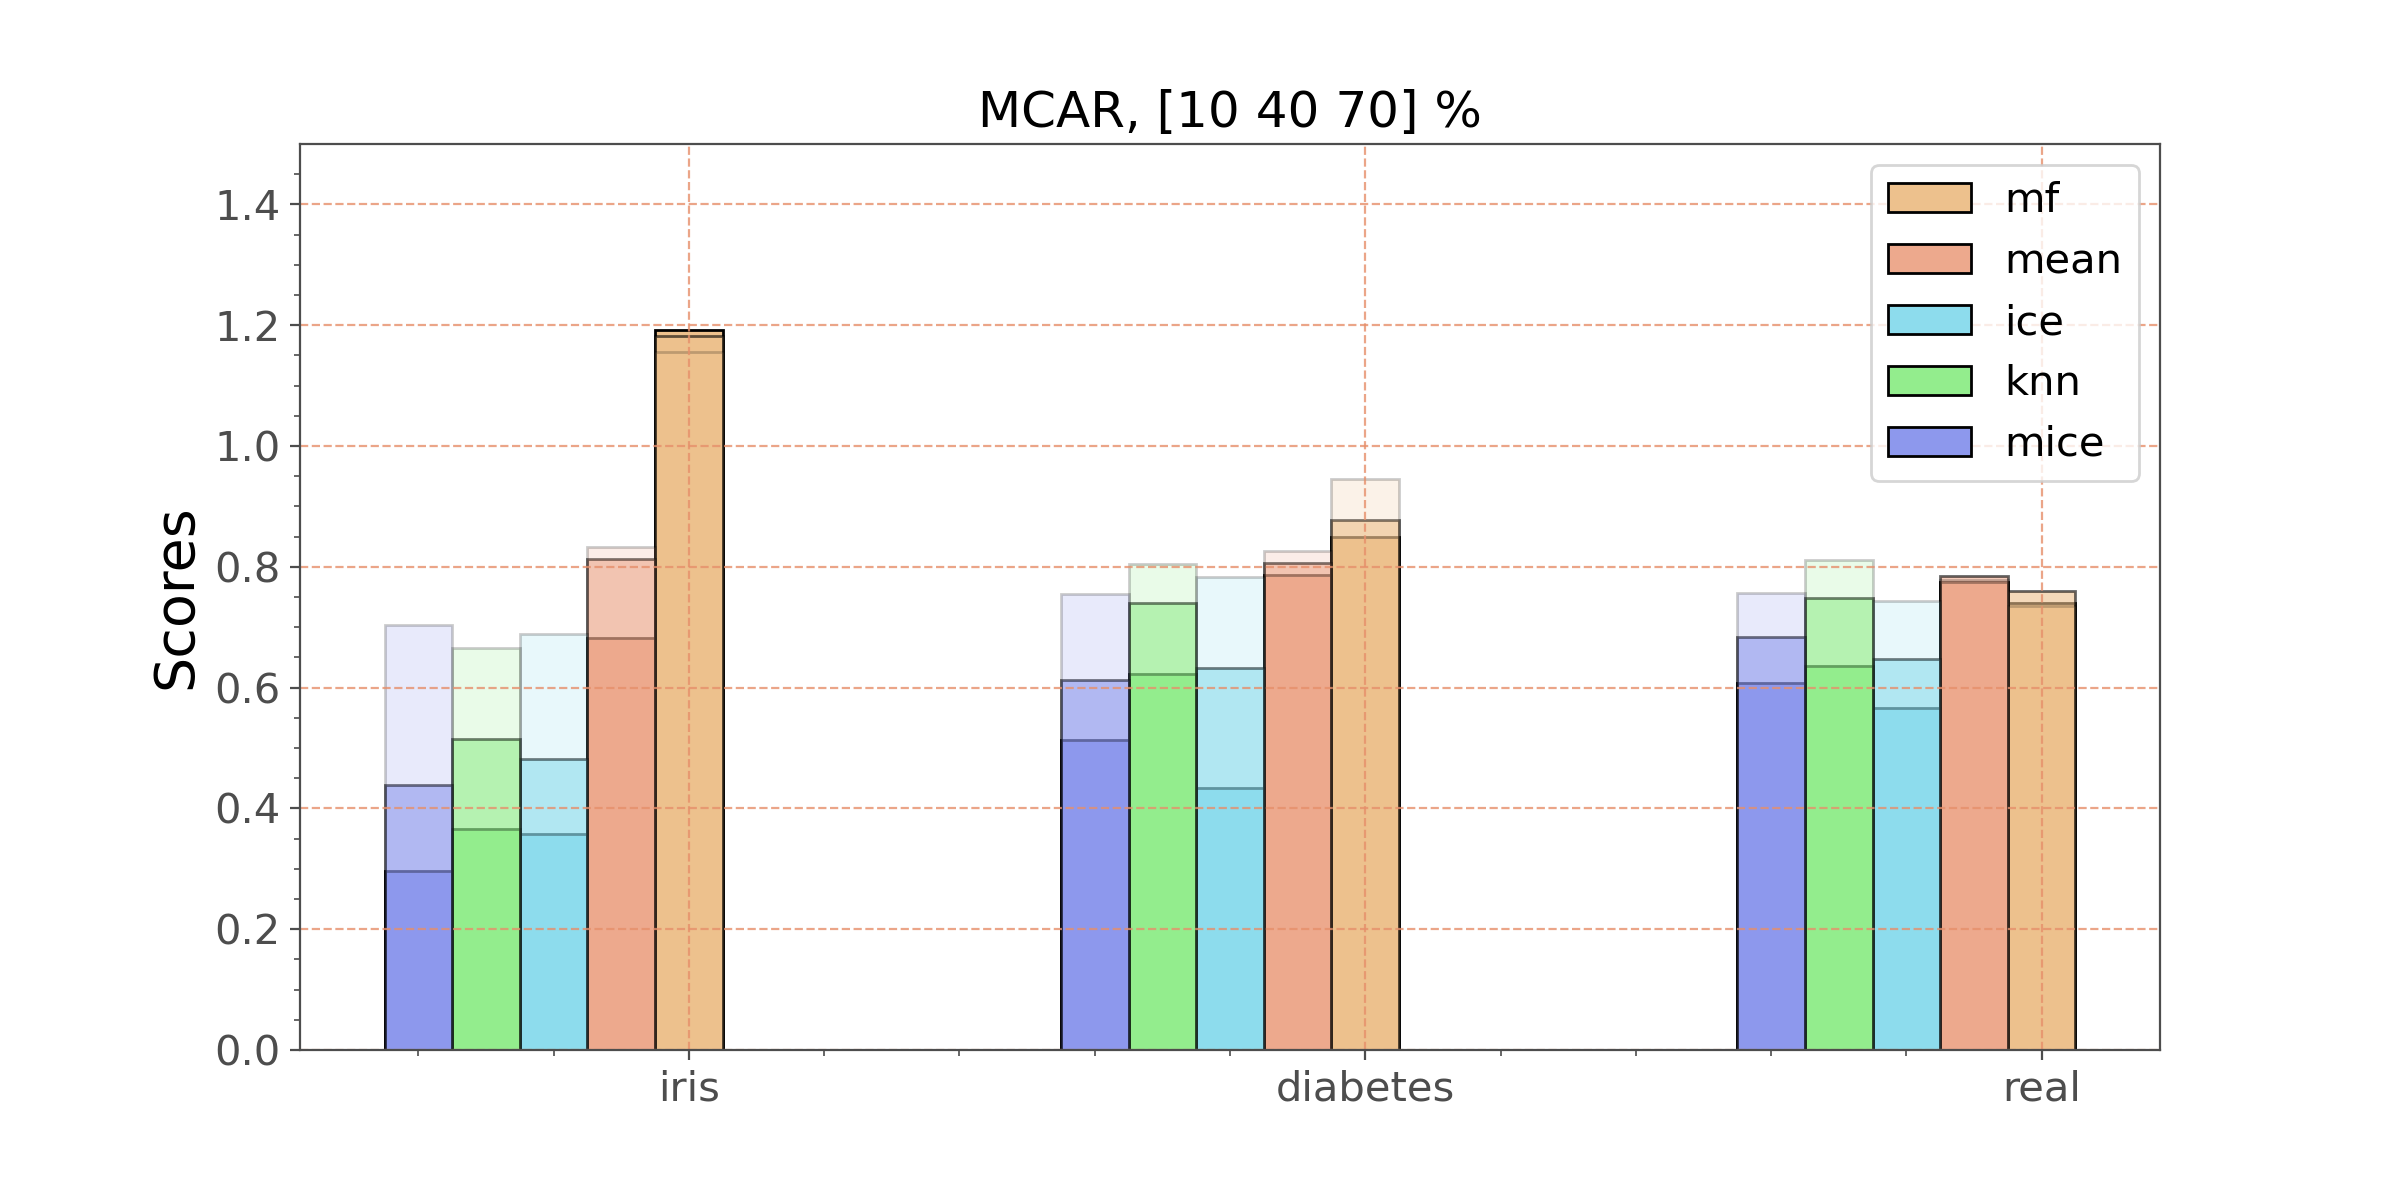 MCAR, [10 40 70] %
Scores
1.4
1.2
1.0
0.8
0.6
0.4
0.2
0.0
iris
diabetes
real
mf
mean
ice
knn
mice